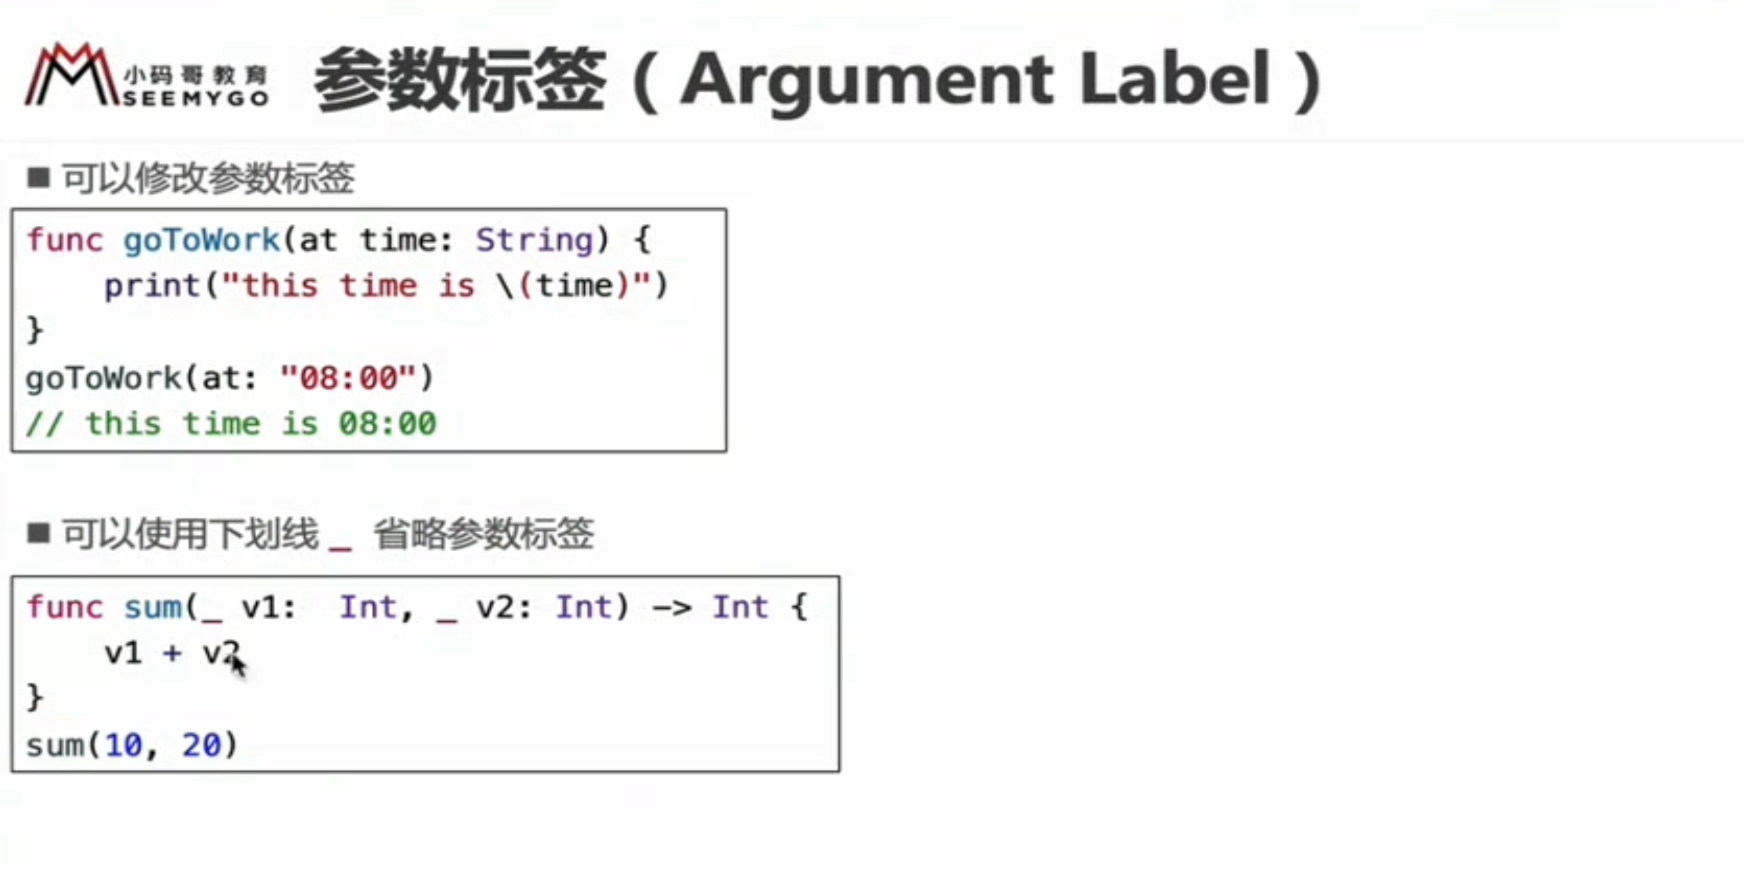 小码哥教育
SEEMYGO
参数标签（Argument Label）
■ 可以修改参数标签
func goToWork(at time: String) {
    print("this time is \(time)")
}
goToWork(at: "08:00")
// this time is 08:00
■ 可以使用下划线 _ 省略参数标签
func sum(_ v1:  Int, _ v2: Int) -> Int {
    v1 + v2
}
sum(10, 20)